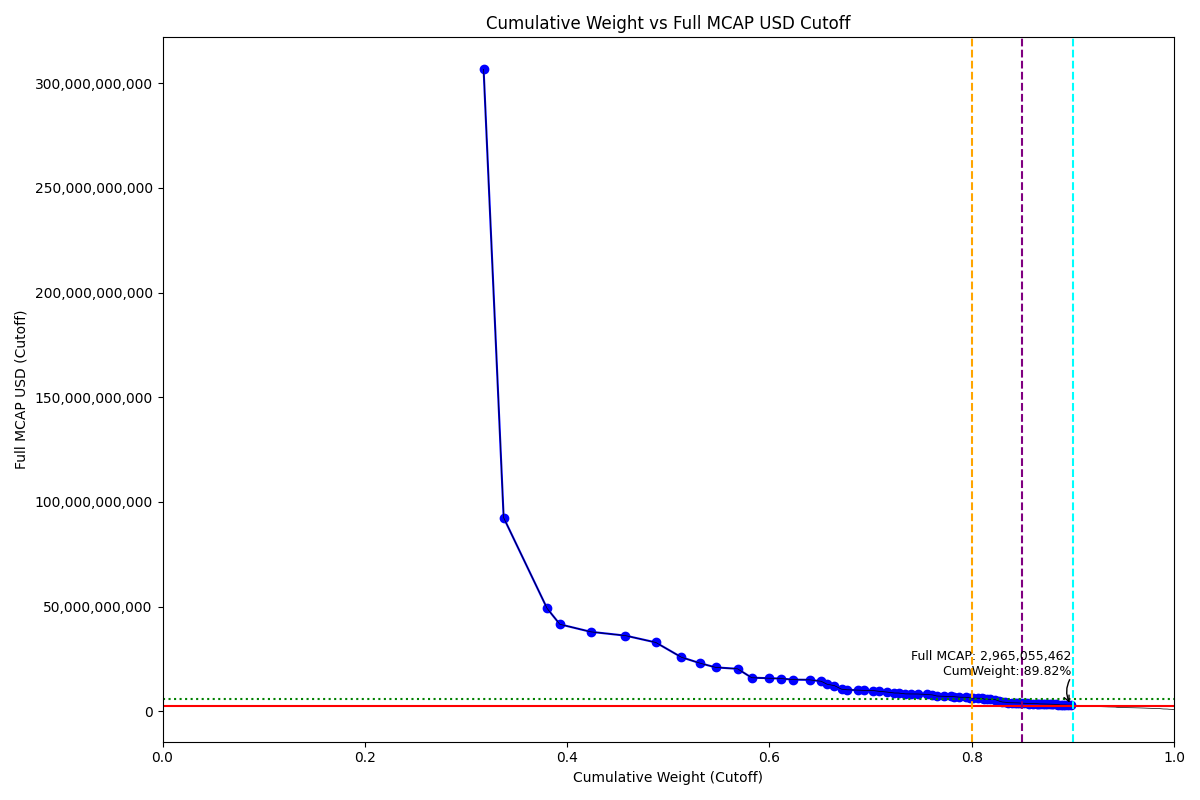 Cumulative Weight vs Full MCAP USD Cutoff
Full MCAP USD (Cutoff)
300,000,000,000
250,000,000,000
200,000,000,000
150,000,000,000
100,000,000,000
50,000,000,000
0
Full MCAP: 2,965,055,462
CumWeight: 89.82%
0.0 0.2 0.4 0.6 0.8 1.0
Cumulative Weight (Cutoff)